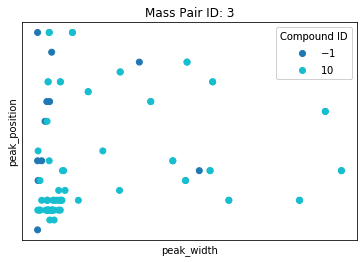 Mass Pair ID: 3
Compound ID
−1
10
peak_position
peak_width